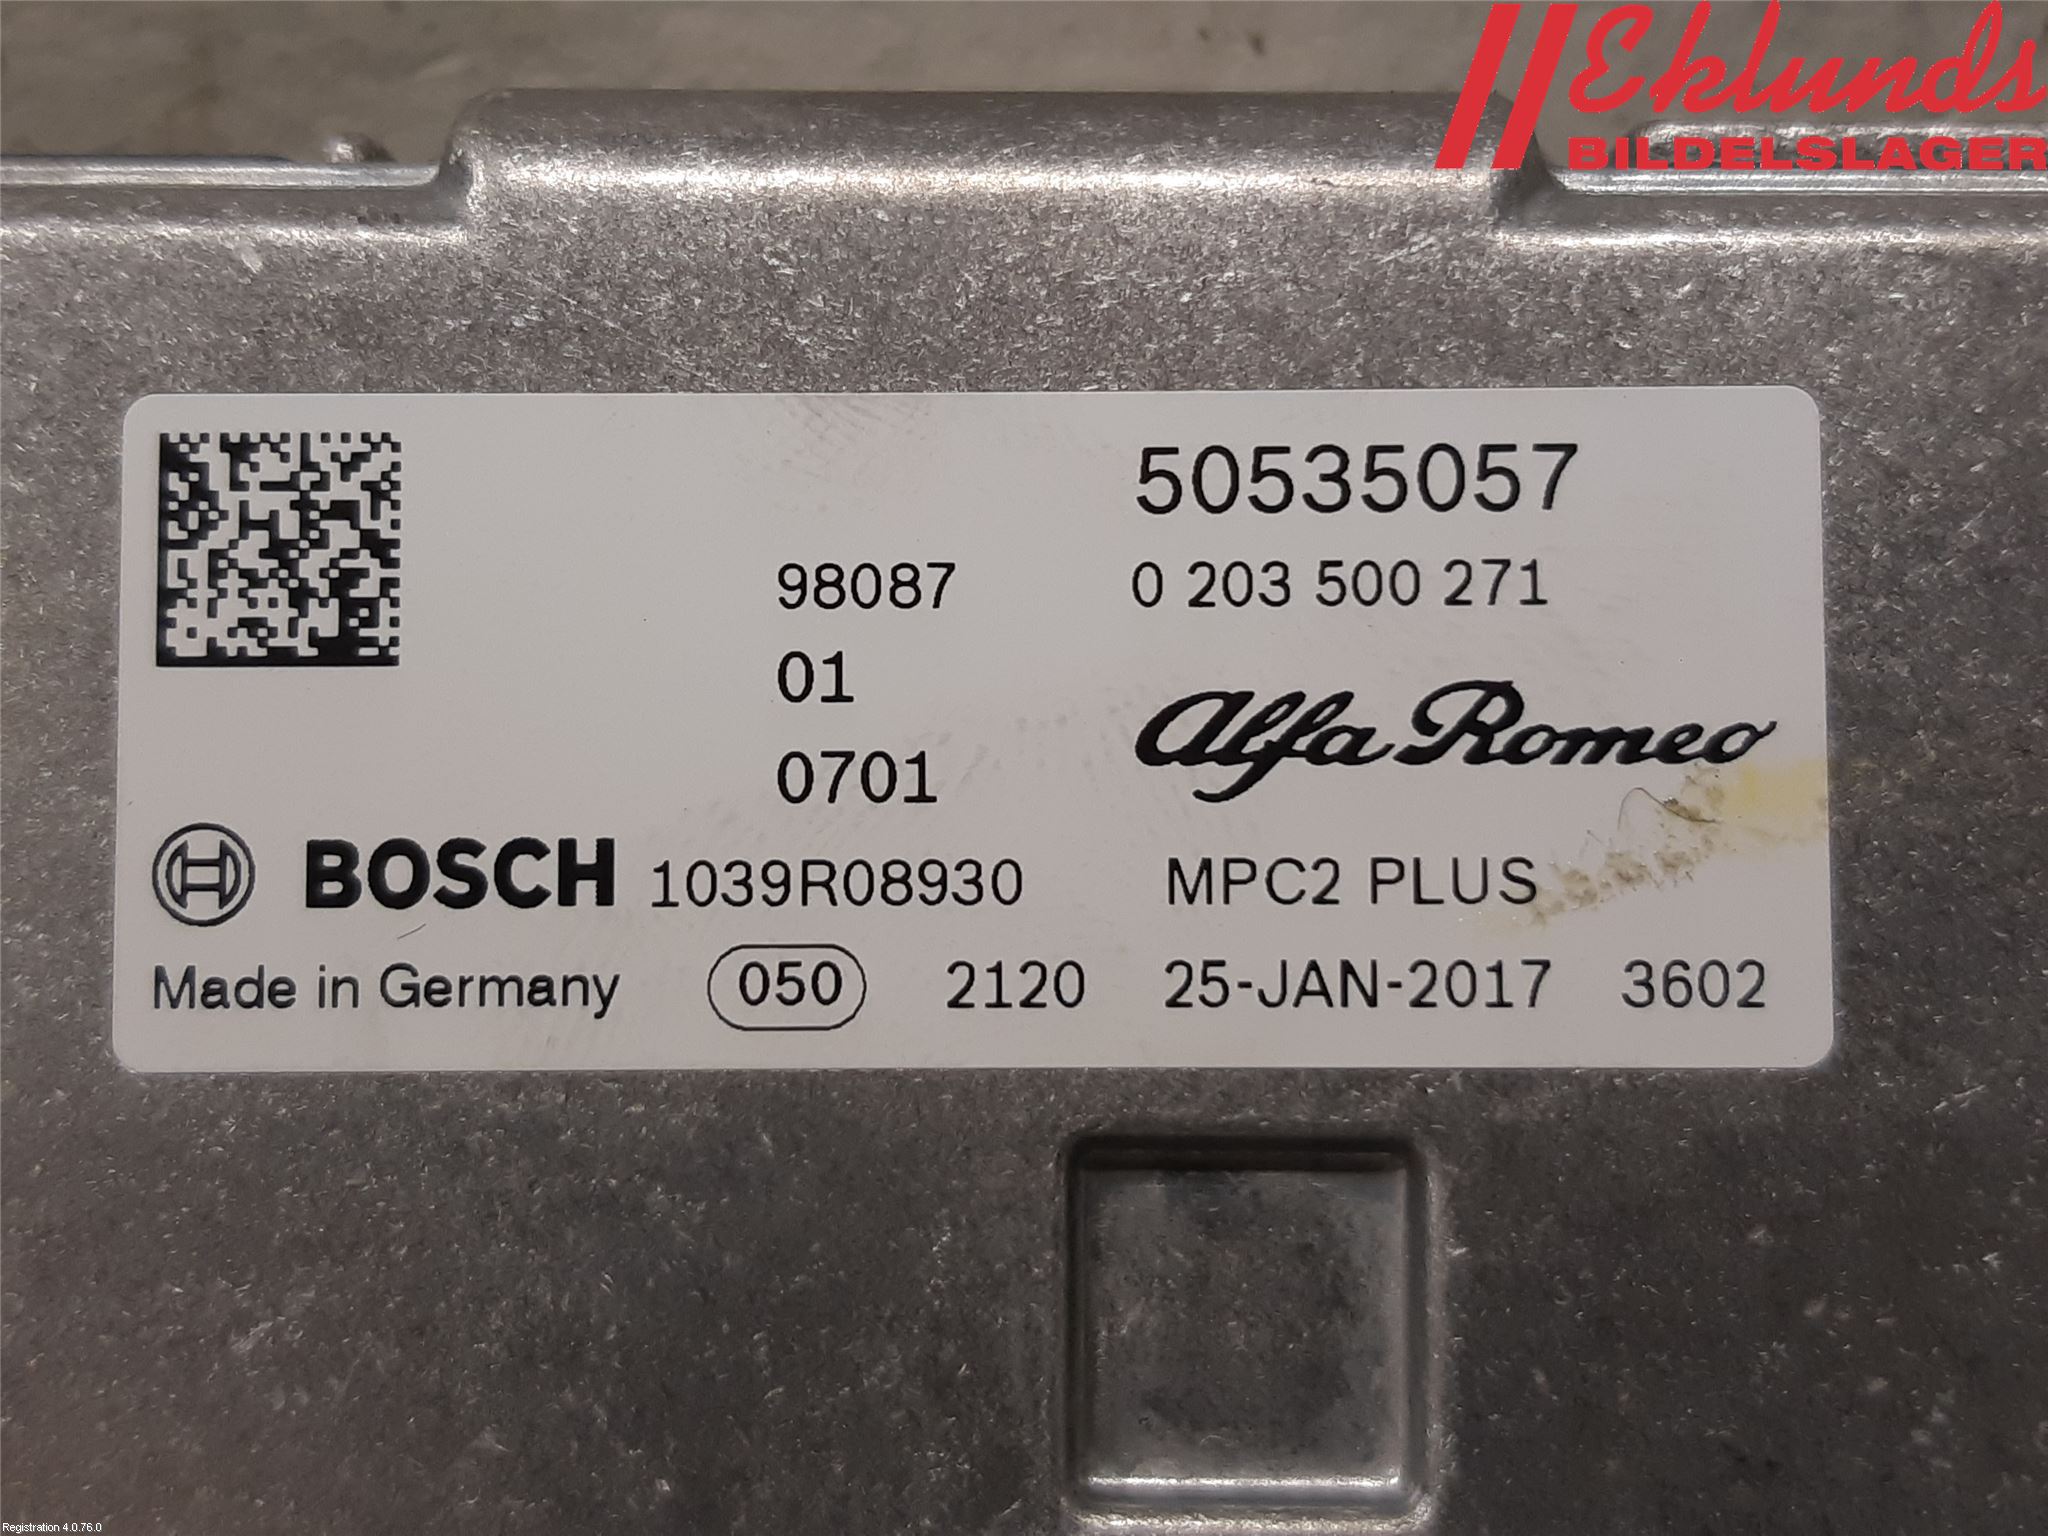 Eklunds
BILDELSLAGER
50535057
98087 0 203 500 271
01
Alfa Romeo
0701
BOSCH 1039R08930 MPC2 PLUS
Made in Germany 050 2120 25-JAN-2017 3602
Registration 4.0.76.0